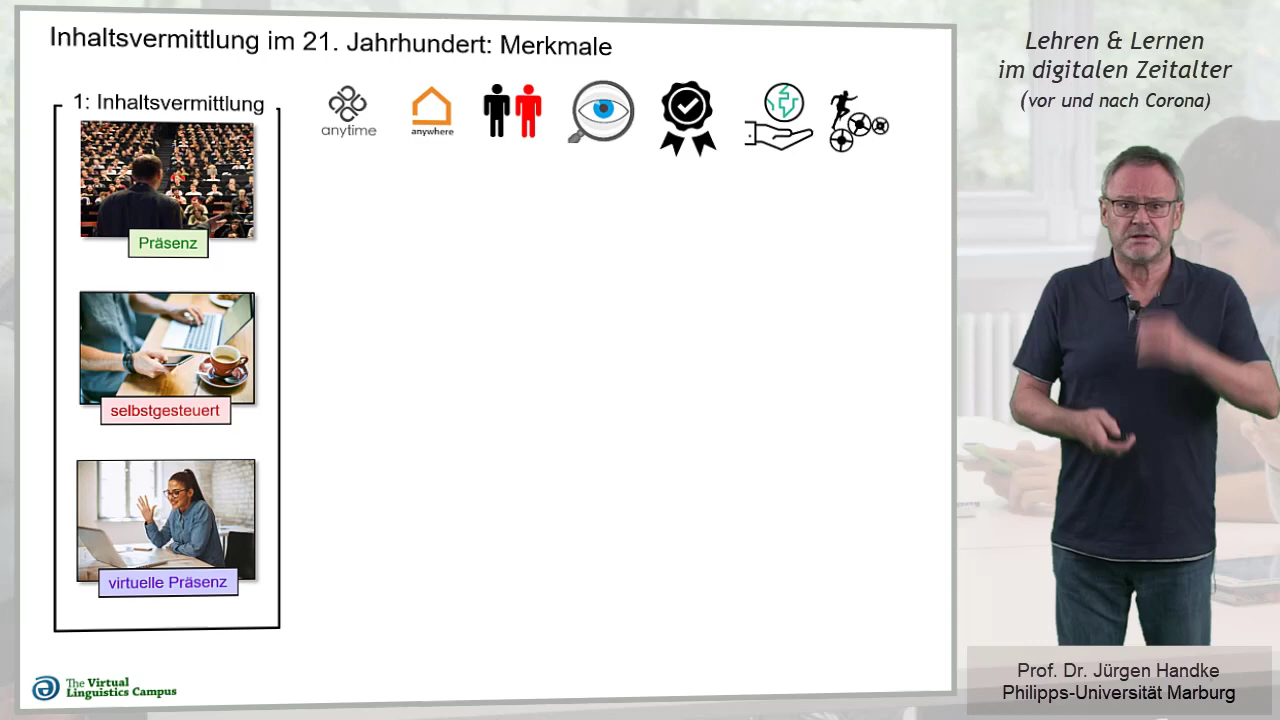 Inhaltsvermittlung im 21. Jahrhundert: Merkmale
1: Inhaltsvermittlung
anytime
anywhere
Präsenz
selbstgesteuert
virtuelle Präsenz
The Virtual
Linguistics Campus
Lehren & Lernen
im digitalen Zeitalter
(vor und nach Corona)
Prof. Dr. Jürgen Handke
Philipps-Universität Marburg